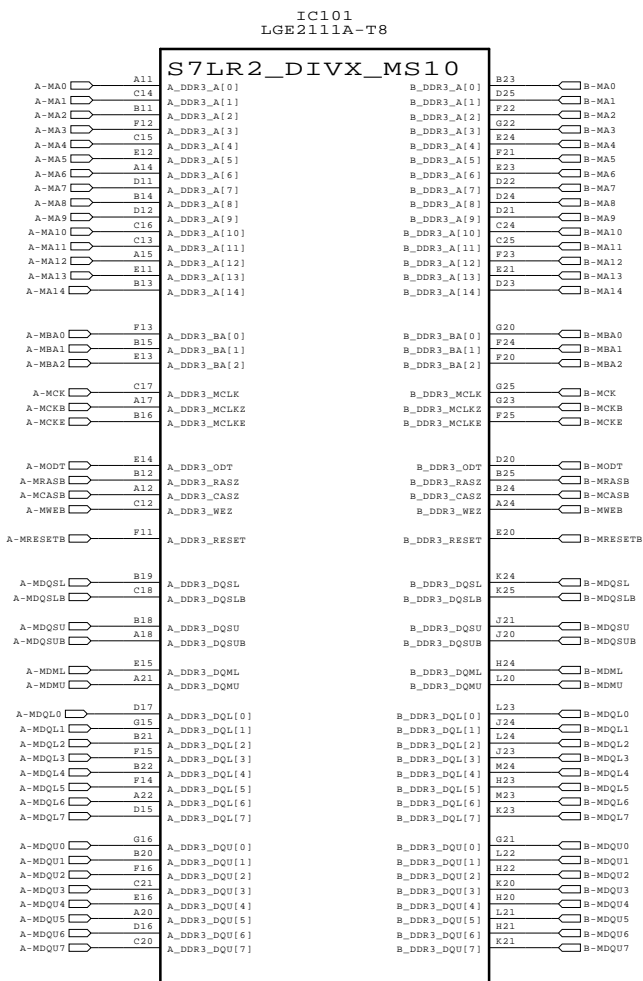 IC101
LGE2111A-T8
S7LR2_DIVX_MS10
A-MA0 A11 A_DDR3_A[0] B_DDR3_A[0] B23 B-MA0
A-MA1 C14 A_DDR3_A[1] B_DDR3_A[1] D25 B-MA1
A-MA2 B11 A_DDR3_A[2] B_DDR3_A[2] F22 B-MA2
A-MA3 F12 A_DDR3_A[3] B_DDR3_A[3] G22 B-MA3
A-MA4 C15 A_DDR3_A[4] B_DDR3_A[4] E24 B-MA4
A-MA5 E12 A_DDR3_A[5] B_DDR3_A[5] F21 B-MA5
A-MA6 A14 A_DDR3_A[6] B_DDR3_A[6] E23 B-MA6
A-MA7 D11 A_DDR3_A[7] B_DDR3_A[7] D22 B-MA7
A-MA8 B14 A_DDR3_A[8] B_DDR3_A[8] D24 B-MA8
A-MA9 D12 A_DDR3_A[9] B_DDR3_A[9] D21 B-MA9
A-MA10 C16 A_DDR3_A[10] B_DDR3_A[10] C24 B-MA10
A-MA11 C13 A_DDR3_A[11] B_DDR3_A[11] C25 B-MA11
A-MA12 A15 A_DDR3_A[12] B_DDR3_A[12] F23 B-MA12
A-MA13 E11 A_DDR3_A[13] B_DDR3_A[13] E21 B-MA13
A-MA14 B13 A_DDR3_A[14] B_DDR3_A[14] D23 B-MA14
A-MBA0 F13 A_DDR3_BA[0] B_DDR3_BA[0] G20 B-MBA0
A-MBA1 B15 A_DDR3_BA[1] B_DDR3_BA[1] F24 B-MBA1
A-MBA2 E13 A_DDR3_BA[2] B_DDR3_BA[2] F20 B-MBA2
A-MCK C17 A_DDR3_MCLK B_DDR3_MCLK G25 B-MCK
A-MCKB A17 A_DDR3_MCLKZ B_DDR3_MCLKZ G23 B-MCKB
A-MCKE B16 A_DDR3_MCLKE B_DDR3_MCLKE F25 B-MCKE
A-MODT E14 A_DDR3_ODT B_DDR3_ODT D20 B-MODT
A-MRASB B12 A_DDR3_RASZ B_DDR3_RASZ B25 B-MRASB
A-MCASB A12 A_DDR3_CASZ B_DDR3_CASZ B24 B-MCASB
A-MWEB C12 A_DDR3_WEZ B_DDR3_WEZ A24 B-MWEB
A-MRESETB F11 A_DDR3_RESET B_DDR3_RESET E20 B-MRESETB
A-MDQSL B19 A_DDR3_DQSL B_DDR3_DQSL K24 B-MDQSL
A-MDQSLB C18 A_DDR3_DQSLB B_DDR3_DQSLB K25 B-MDQSLB
A-MDQSU B18 A_DDR3_DQSU B_DDR3_DQSU J21 B-MDQSU
A-MDQSUB A18 A_DDR3_DQSUB B_DDR3_DQSUB J20 B-MDQSUB
A-MDML E15 A_DDR3_DQML B_DDR3_DQML H24 B-MDML
A-MDMU A21 A_DDR3_DQMU B_DDR3_DQMU L20 B-MDMU
A-MDQL0 D17 A_DDR3_DQL[0] B_DDR3_DQL[0] L23 B-MDQL0
A-MDQL1 G15 A_DDR3_DQL[1] B_DDR3_DQL[1] J24 B-MDQL1
A-MDQL2 B21 A_DDR3_DQL[2] B_DDR3_DQL[2] L24 B-MDQL2
A-MDQL3 F15 A_DDR3_DQL[3] B_DDR3_DQL[3] J23 B-MDQL3
A-MDQL4 B22 A_DDR3_DQL[4] B_DDR3_DQL[4] M24 B-MDQL4
A-MDQL5 F14 A_DDR3_DQL[5] B_DDR3_DQL[5] H23 B-MDQL5
A-MDQL6 A22 A_DDR3_DQL[6] B_DDR3_DQL[6] M23 B-MDQL6
A-MDQL7 D15 A_DDR3_DQL[7] B_DDR3_DQL[7] K23 B-MDQL7
A-MDQU0 G16 A_DDR3_DQU[0] B_DDR3_DQU[0] G21 B-MDQU0
A-MDQU1 B20 A_DDR3_DQU[1] B_DDR3_DQU[1] L22 B-MDQU1
A-MDQU2 F16 A_DDR3_DQU[2] B_DDR3_DQU[2] H22 B-MDQU2
A-MDQU3 C21 A_DDR3_DQU[3] B_DDR3_DQU[3] K20 B-MDQU3
A-MDQU4 E16 A_DDR3_DQU[4] B_DDR3_DQU[4] H20 B-MDQU4
A-MDQU5 A20 A_DDR3_DQU[5] B_DDR3_DQU[5] L21 B-MDQU5
A-MDQU6 D16 A_DDR3_DQU[6] B_DDR3_DQU[6] H21 B-MDQU6
A-MDQU7 C20 A_DDR3_DQU[7] B_DDR3_DQU[7] K21 B-MDQU7